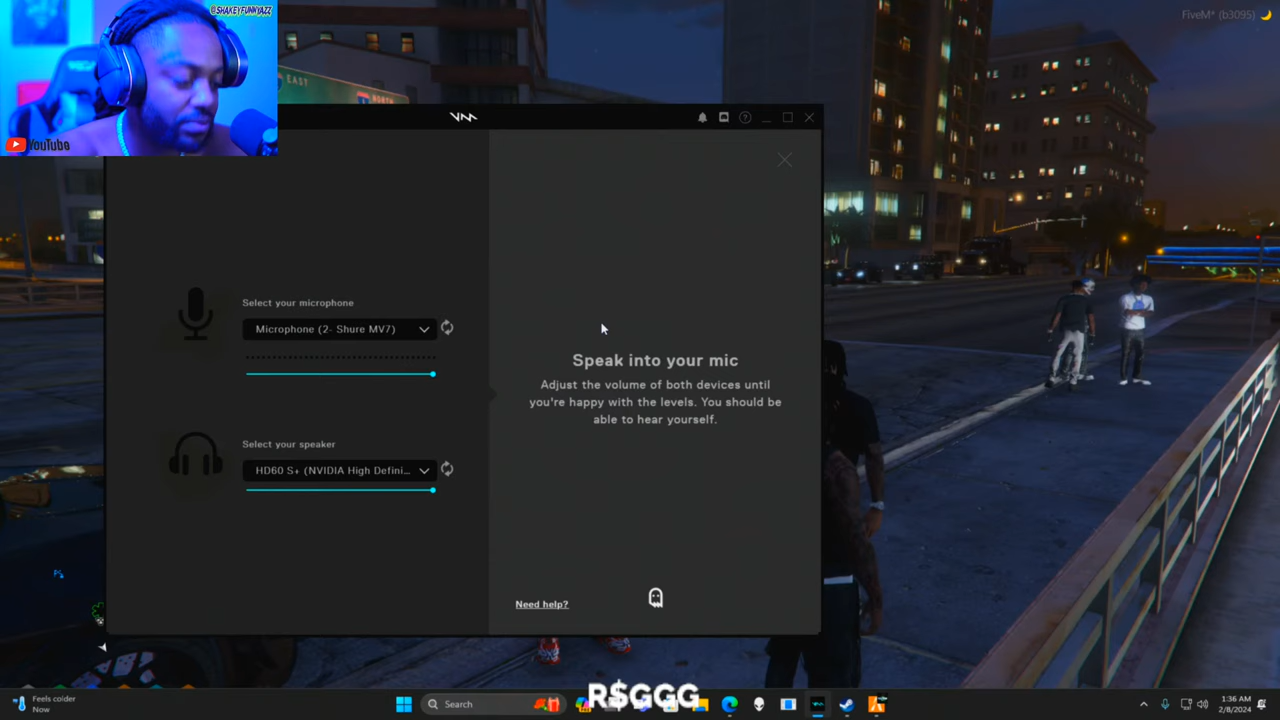 @SHAKEYFUNNYAZZ
FiveM* (b3095)
YouTube
EAST
NORTH
Select your microphone
Microphone (2- Shure MV7)
Speak into your mic
Adjust the volume of both devices until
you're happy with the levels. You should be
able to hear yourself.
Select your speaker
HD60 S+ (NVIDIA High Defini...
Need help?
R$GGG
Feels colder
Now
Search
1:36 AM
2/8/2024